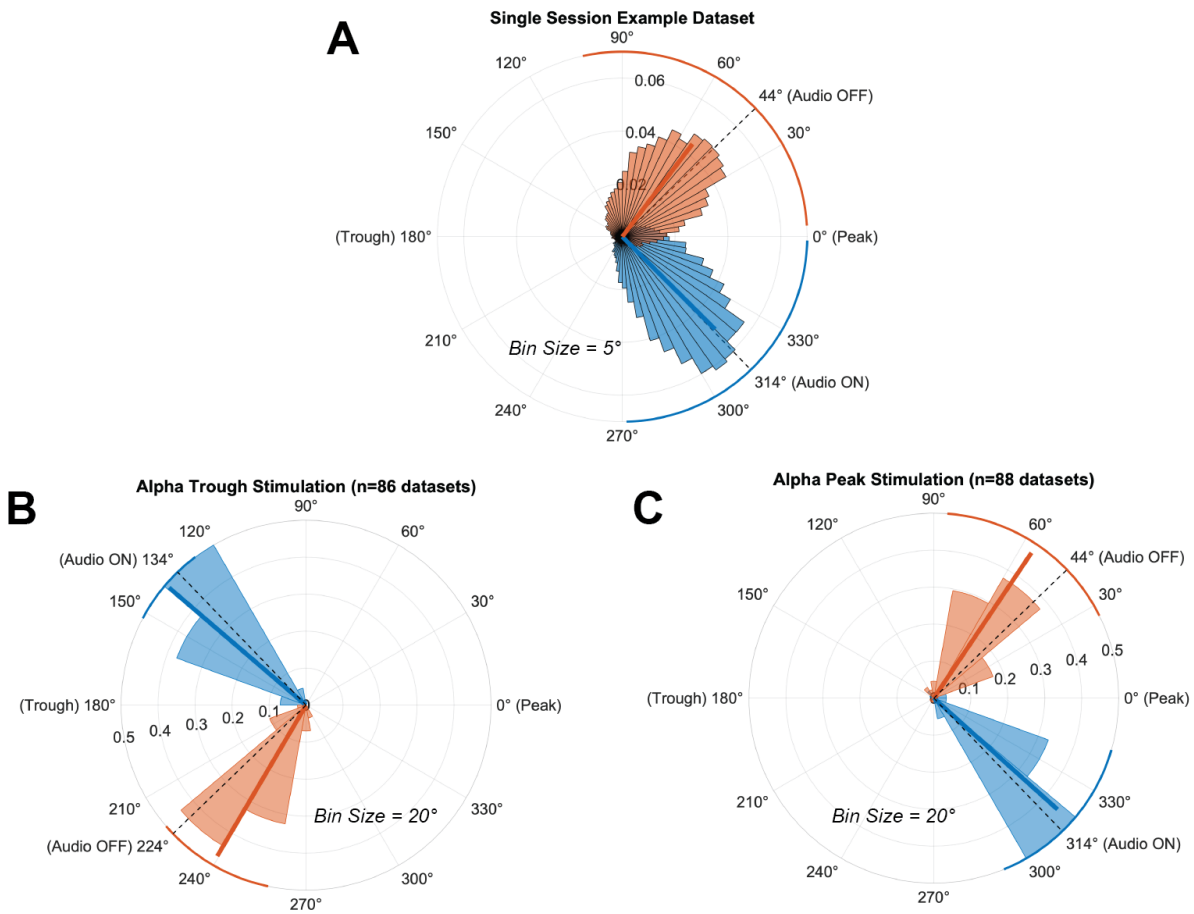 A
Single Session Example Dataset
90°
120°
60°
0.06
44° (Audio OFF)
0.04
150°
30°
0.02
(Trough) 180°
0° (Peak)
210°
Bin Size = 5°
330°
314° (Audio ON)
240°
300°
270°
B
Alpha Trough Stimulation (n=86 datasets)
90°
120°
60°
(Audio ON) 134°
150°
30°
(Trough) 180°
0.5
0.4
0.3
0.2
0.1
0
0° (Peak)
210°
Bin Size = 20°
330°
(Audio OFF) 224°
240°
300°
270°
C
Alpha Peak Stimulation (n=88 datasets)
90°
120°
60°
44° (Audio OFF)
150°
30°
(Trough) 180°
0
0.1
0.2
0.3
0.4
0.5
0° (Peak)
210°
Bin Size = 20°
330°
314° (Audio ON)
240°
300°
270°